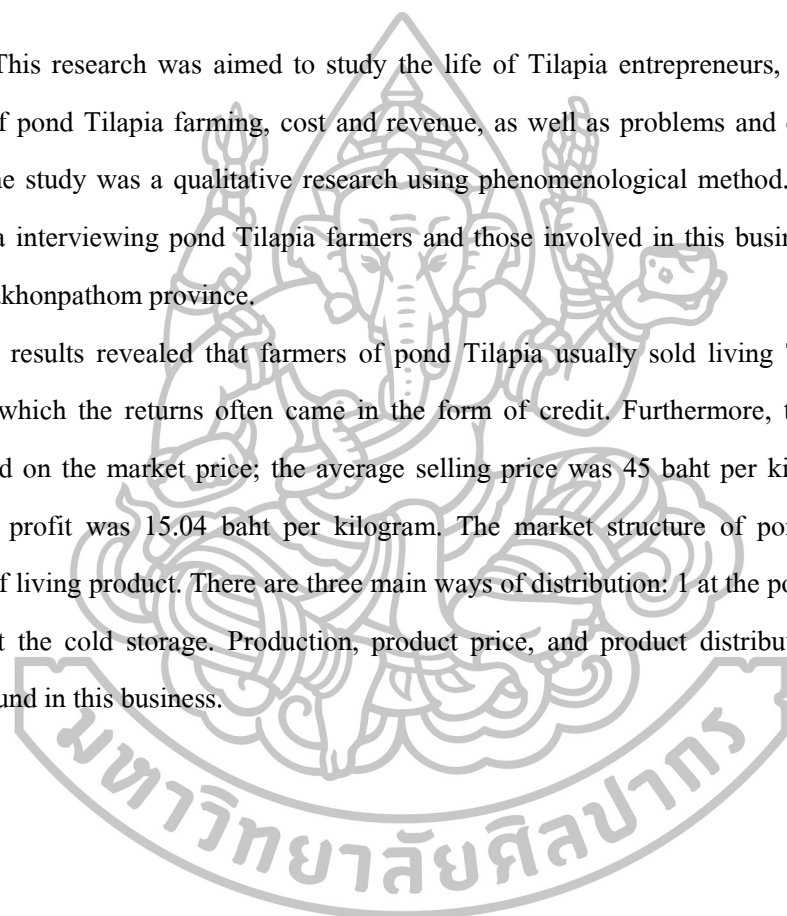 This research was aimed to study the life of Tilapia entrepreneurs,
f pond Tilapia farming, cost and revenue, as well as problems and
ne study was a qualitative research using phenomenological method.
a interviewing pond Tilapia farmers and those involved in this busin
akhonpathom province.
results revealed that farmers of pond Tilapia usually sold living
which the returns often came in the form of credit. Furthermore, t
d on the market price; the average selling price was 45 baht per ki
profit was 15.04 baht per kilogram. The market structure of po
f living product. There are three main ways of distribution: 1 at the po
t the cold storage. Production, product price, and product distribut
und in this business.
มหาวิทยาลัยศิลปากร